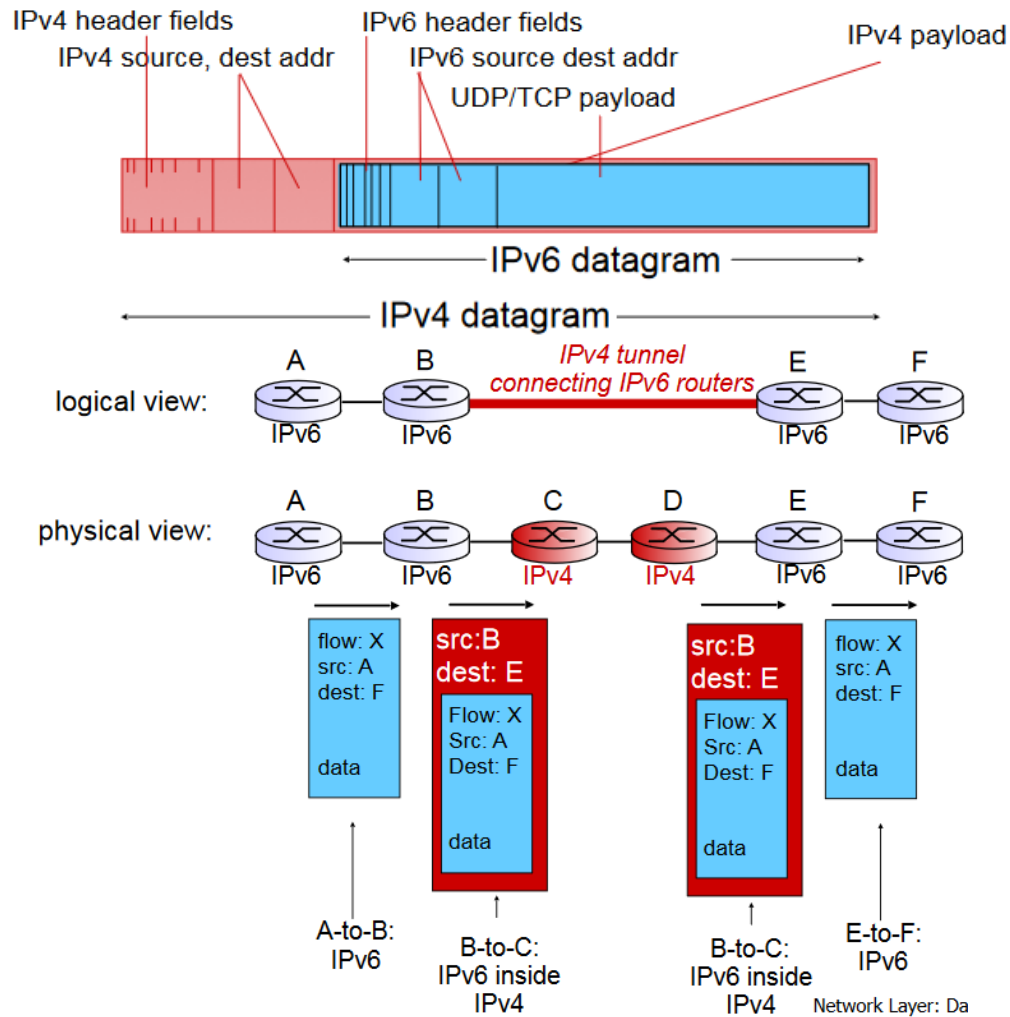 IPv4 header fields
IPv6 header fields
IPv4 payload
IPv4 source, dest addr
IPv6 source dest addr
UDP/TCP payload
IPv6 datagram
IPv4 datagram
IPv4 tunnel
connecting IPv6 routers
A
B
E
F
logical view:
IPv6
IPv6
IPv6
IPv6
A
B
C
D
E
F
physical view:
IPv6
IPv6
IPv4
IPv4
IPv6
IPv6
flow: X
src: A
dest: F
data
src:B
dest: E
Flow: X
Src: A
Dest: F
data
src:B
dest: E
Flow: X
Src: A
Dest: F
data
flow: X
src: A
dest: F
data
A-to-B:
IPv6
B-to-C:
IPv6 inside
IPv4
B-to-C:
IPv6 inside
IPv4
E-to-F:
IPv6
Network Layer: Da